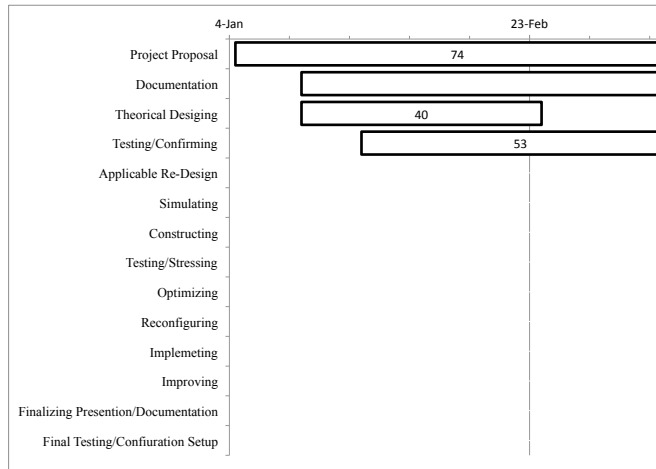 4-Jan 23-Feb
Project Proposal 74
Documentation
Theorical Desiging 40
Testing/Confirming 53
Applicable Re-Design
Simulating
Constructing
Testing/Stressing
Optimizing
Reconfiguring
Implemeting
Improving
Finalizing Presention/Documentation
Final Testing/Confiuration Setup